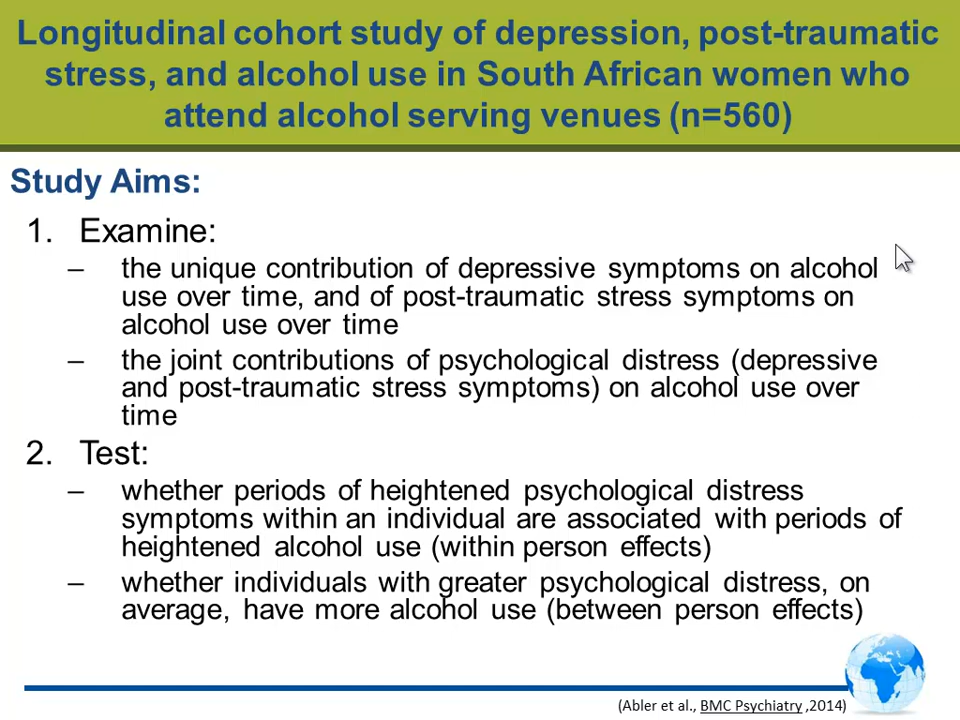 Longitudinal cohort study of depression, post-traumatic
stress, and alcohol use in South African women who
attend alcohol serving venues (n=560)
Study Aims:
1. Examine:
– the unique contribution of depressive symptoms on alcohol
use over time, and of post-traumatic stress symptoms on
alcohol use over time
– the joint contributions of psychological distress (depressive
and post-traumatic stress symptoms) on alcohol use over
time
2. Test:
– whether periods of heightened psychological distress
symptoms within an individual are associated with periods of
heightened alcohol use (within person effects)
– whether individuals with greater psychological distress, on
average, have more alcohol use (between person effects)
(Abler et al., BMC Psychiatry ,2014)